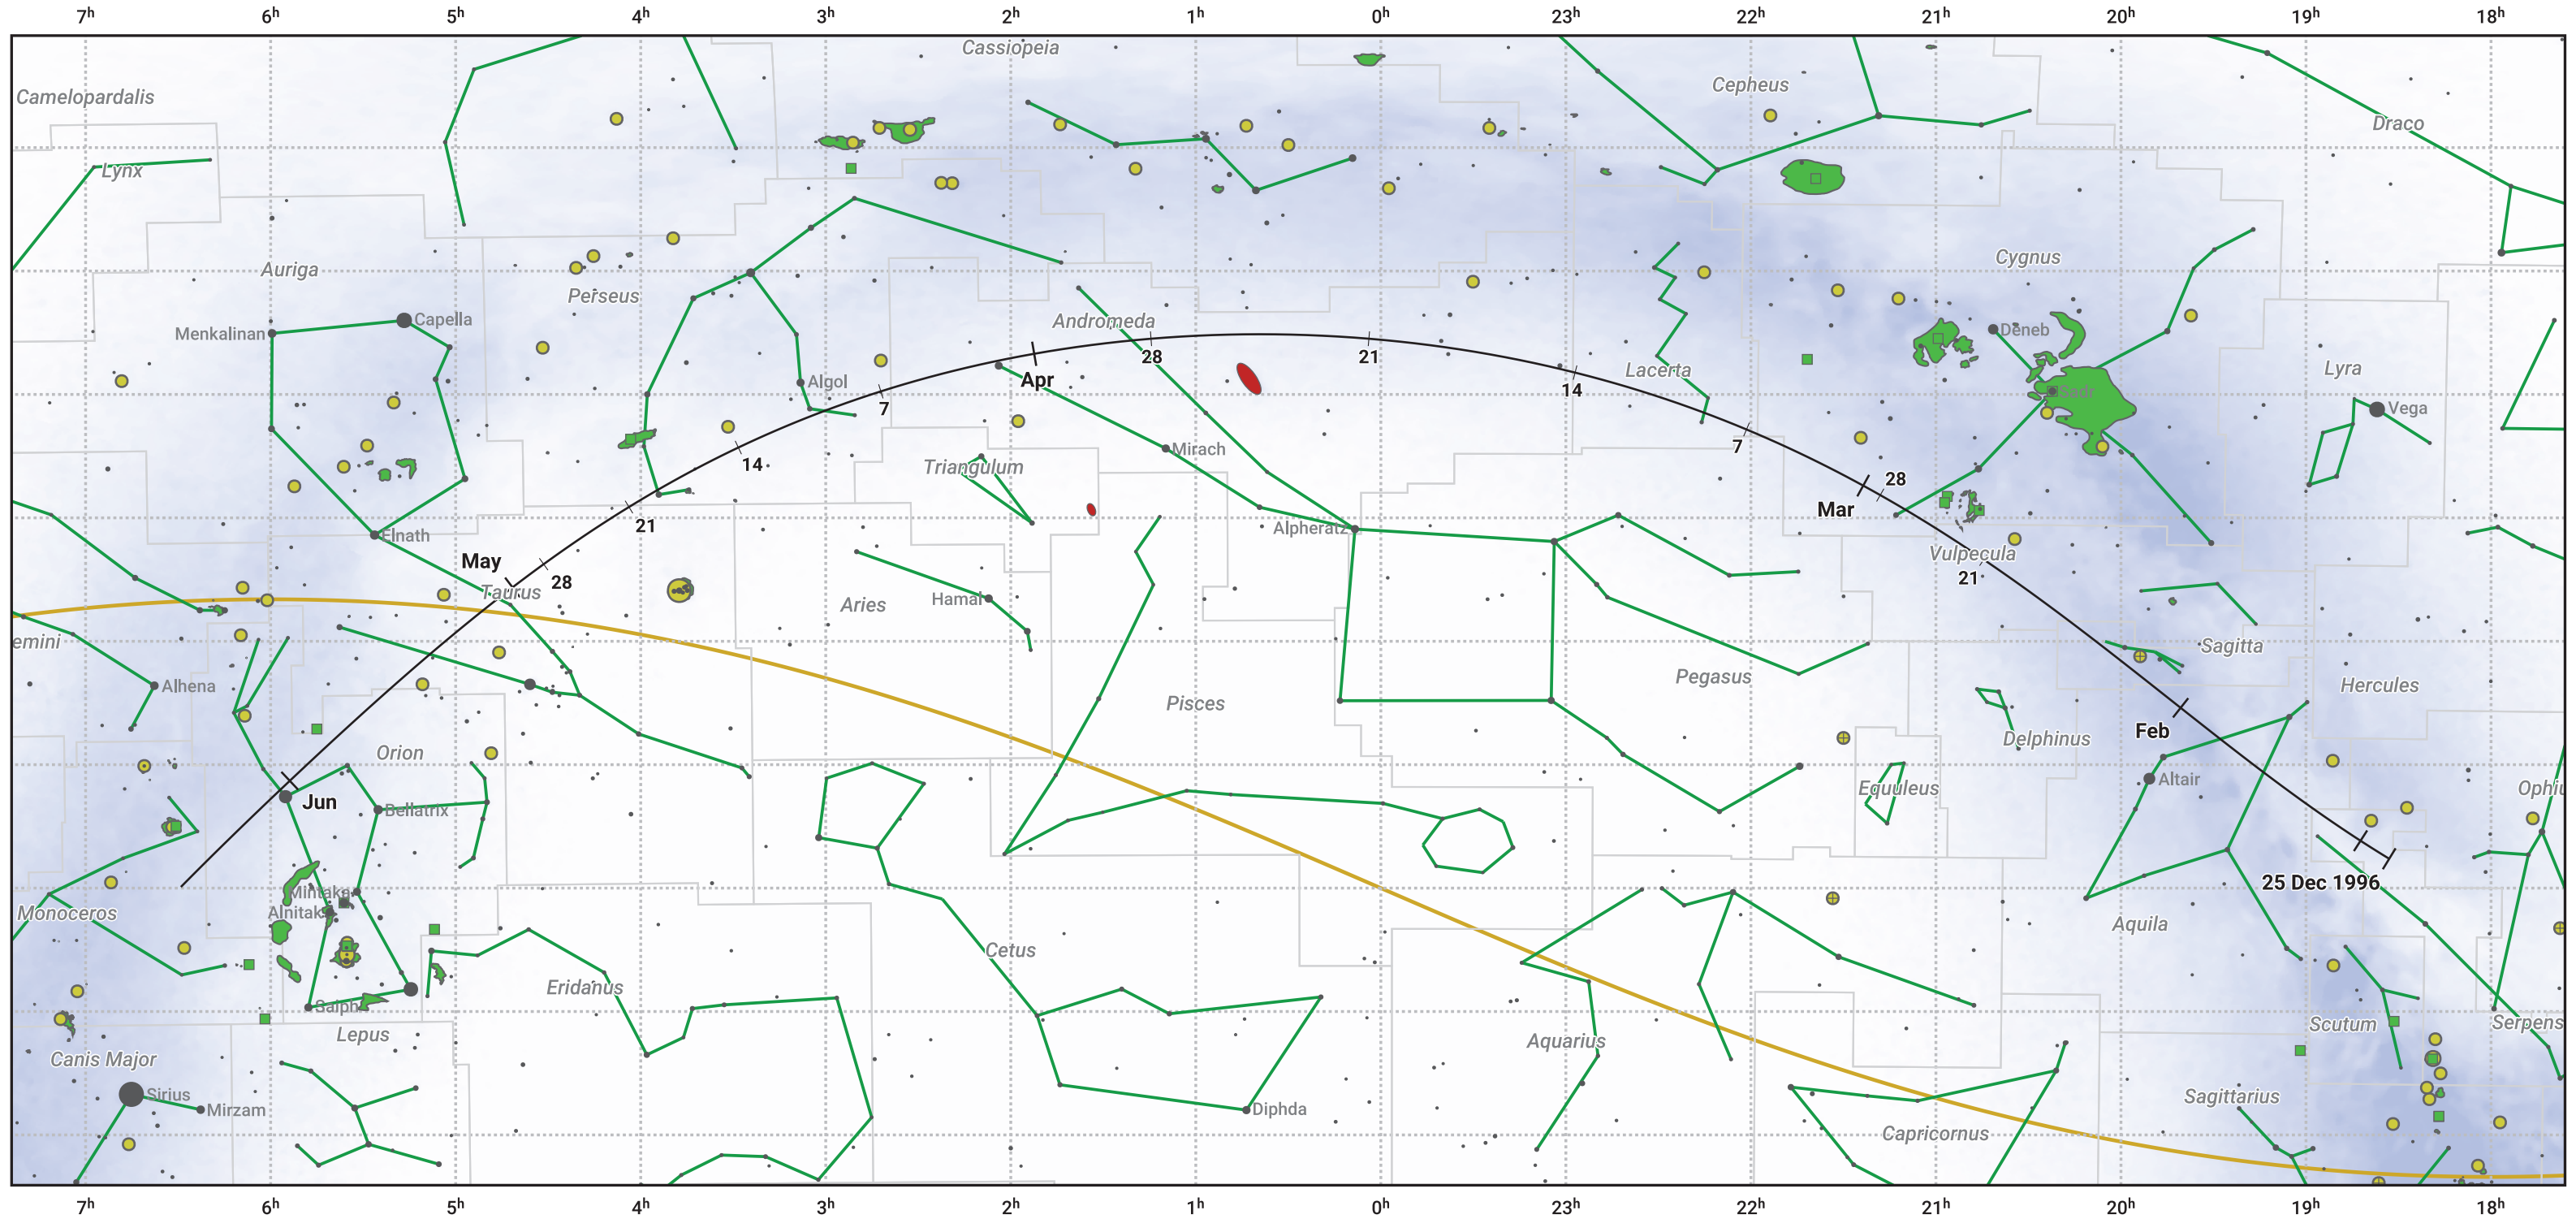 7h 6h 5h 4h 3h 2h 1h 0h 23h 22h 21h 20h 19h 18h
Cassiopeia
Cepheus
Camelopardalis
Draco
Lynx
Cygnus
Auriga
Perseus
Andromeda
Capella
Menkalinan
Deneb
28
21
Lacerta
Lyra
Apr
Algol
14
Sadr
7
Vega
7
Mirach
14
Triangulum
28
Mar
21
Alpheratz
Elnath
Vulpecula
May
28
21
Taurus
Hamal
Aries
emini
Sagitta
Pegasus
Alhena
Hercules
Pisces
Feb
Delphinus
Orion
Altair
Equuleus
Ophiu
Jun
Bellatrix
25 Dec 1996
Mintaka
Alnitak
Monoceros
Aquila
Cetus
Eridanus
Saiph
Scutum
Serpens
Lepus
Aquarius
Canis Major
Sirius
Sagittarius
Mirzam
Diphda
Capricornus
7h 6h 5h 4h 3h 2h 1h 0h 23h 22h 21h 20h 19h 18h